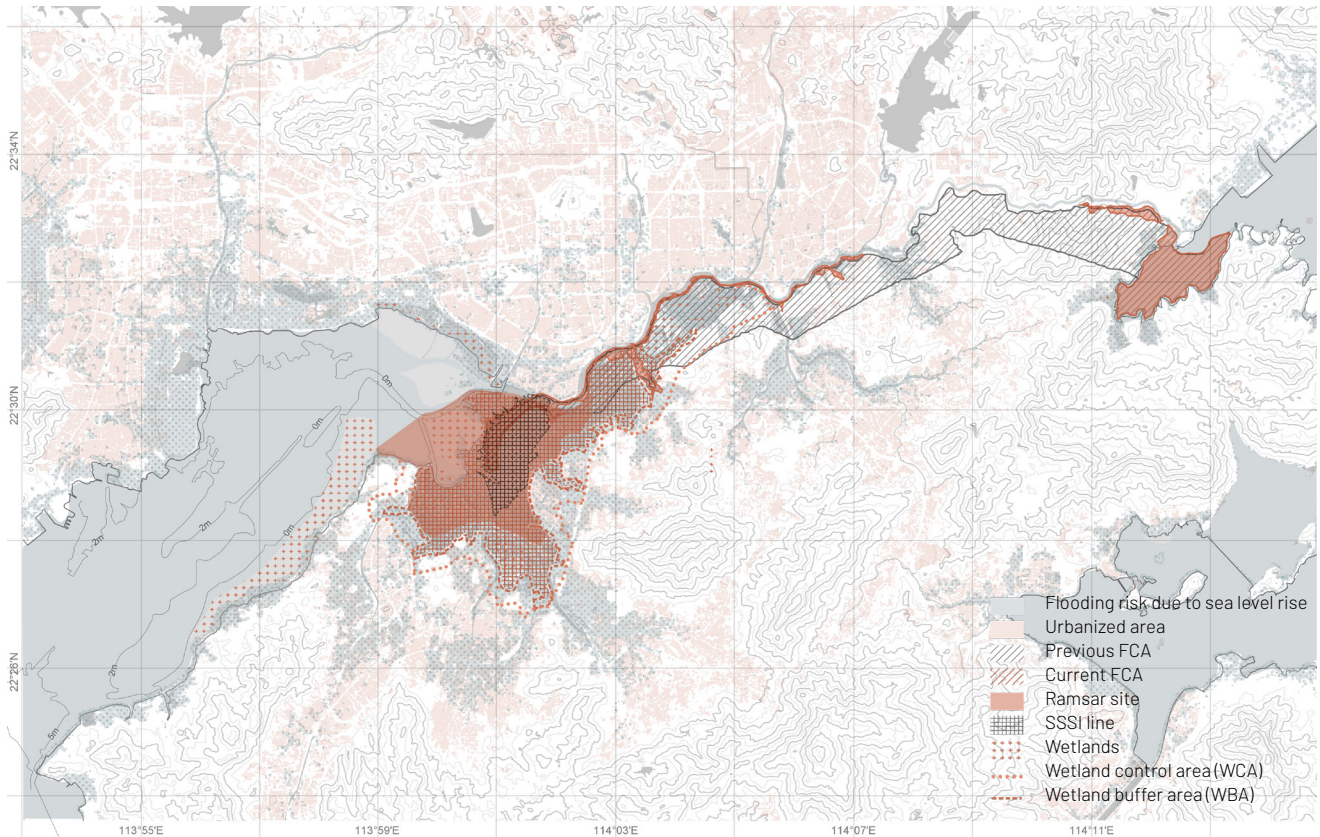 22°34'N
22°30'N
22°26'N
0m
0m
0m
-2m
-2m
2m
5m
Flooding risk due to sea level rise
Urbanized area
Previous FCA
Current FCA
Ramsar site
SSSI line
Wetlands
Wetland control area (WCA)
Wetland buffer area (WBA)
113°55'E
113°59'E
114°03'E
114°07'E
114°11'E